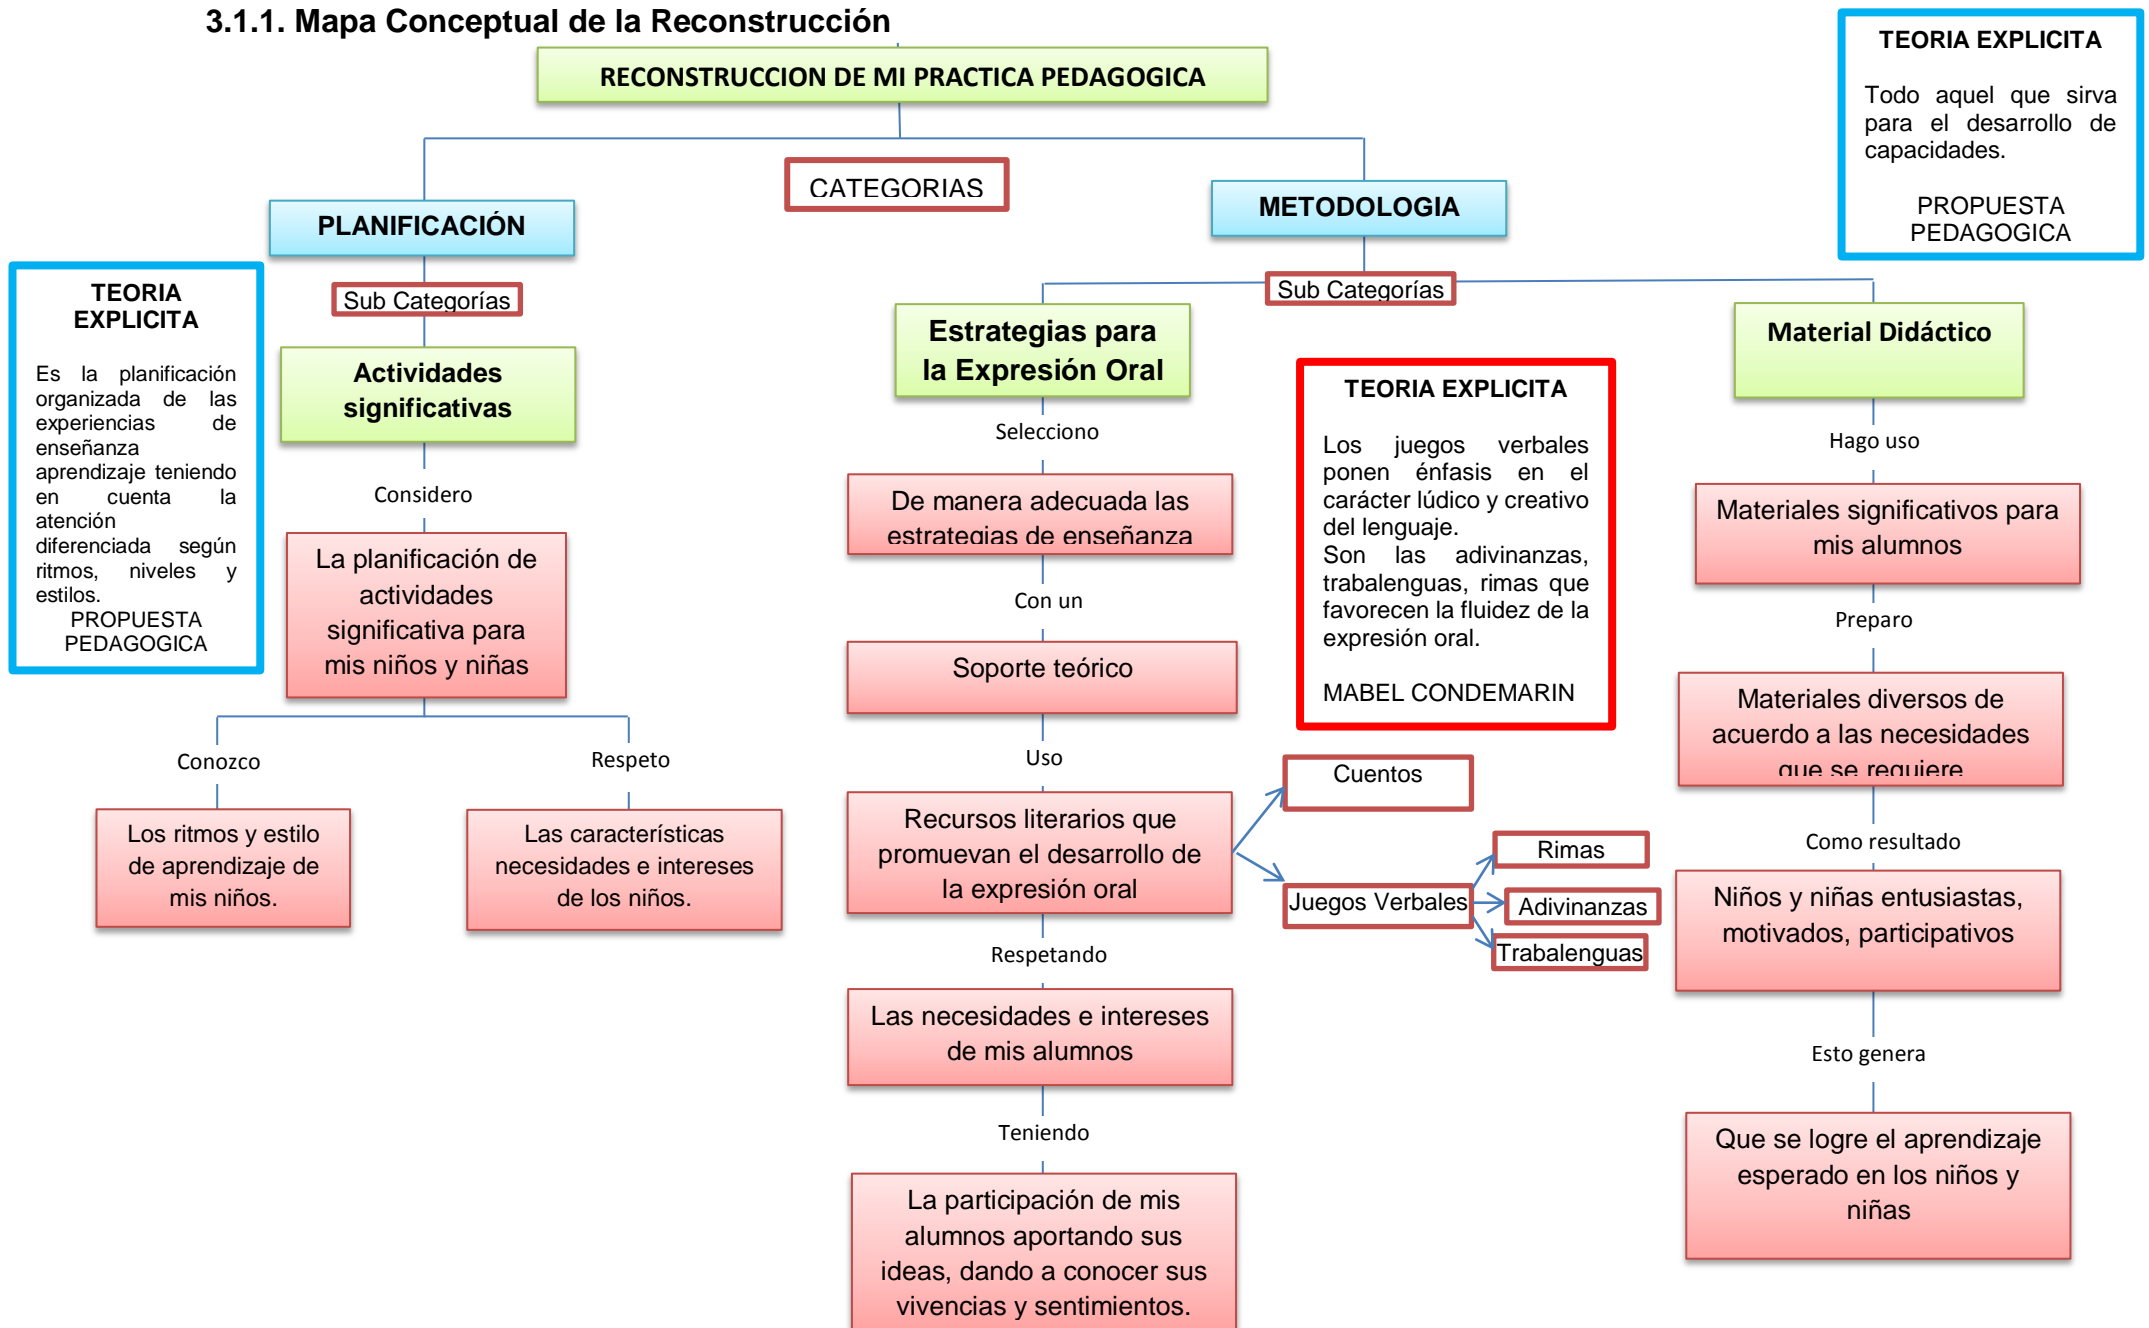 3.1.1. Mapa Conceptual de la Reconstrucción
RECONSTRUCCION DE MI PRACTICA PEDAGOGICA
TEORIA EXPLICITA
Todo aquel que sirva
para el desarrollo de
capacidades.
PROPUESTA
PEDAGOGICA
CATEGORIAS
PLANIFICACIÓN
METODOLOGIA
TEORIA
EXPLICITA
Es la planificación
organizada de las
experiencias de
enseñanza
aprendizaje teniendo
en cuenta la
atención
diferenciada según
ritmos, niveles y
estilos.
PROPUESTA
PEDAGOGICA
Sub Categorías
Actividades
significativas
Considero
La planificación de
actividades
significativa para
mis niños y niñas
Conozco
Los ritmos y estilo
de aprendizaje de
mis niños.
Respeto
Las características
necesidades e intereses
de los niños.
Sub Categorías
Estrategias para
la Expresión Oral
Selecciono
De manera adecuada las
estrategias de enseñanza
Con un
Soporte teórico
Uso
Recursos literarios que
promuevan el desarrollo de
la expresión oral
Cuentos
Juegos Verbales
Rimas
Adivinanzas
Trabalenguas
Respetando
Las necesidades e intereses
de mis alumnos
Teniendo
La participación de mis
alumnos aportando sus
ideas, dando a conocer sus
vivencias y sentimientos.
TEORIA EXPLICITA
Los juegos verbales
ponen énfasis en el
carácter lúdico y creativo
del lenguaje.
Son las adivinanzas,
trabalenguas, rimas que
favorecen la fluidez de la
expresión oral.
MABEL CONDEMARIN
Material Didáctico
Hago uso
Materiales significativos para
mis alumnos
Preparo
Materiales diversos de
acuerdo a las necesidades
que se requiere
Como resultado
Niños y niñas entusiastas,
motivados, participativos
Esto genera
Que se logre el aprendizaje
esperado en los niños y
niñas